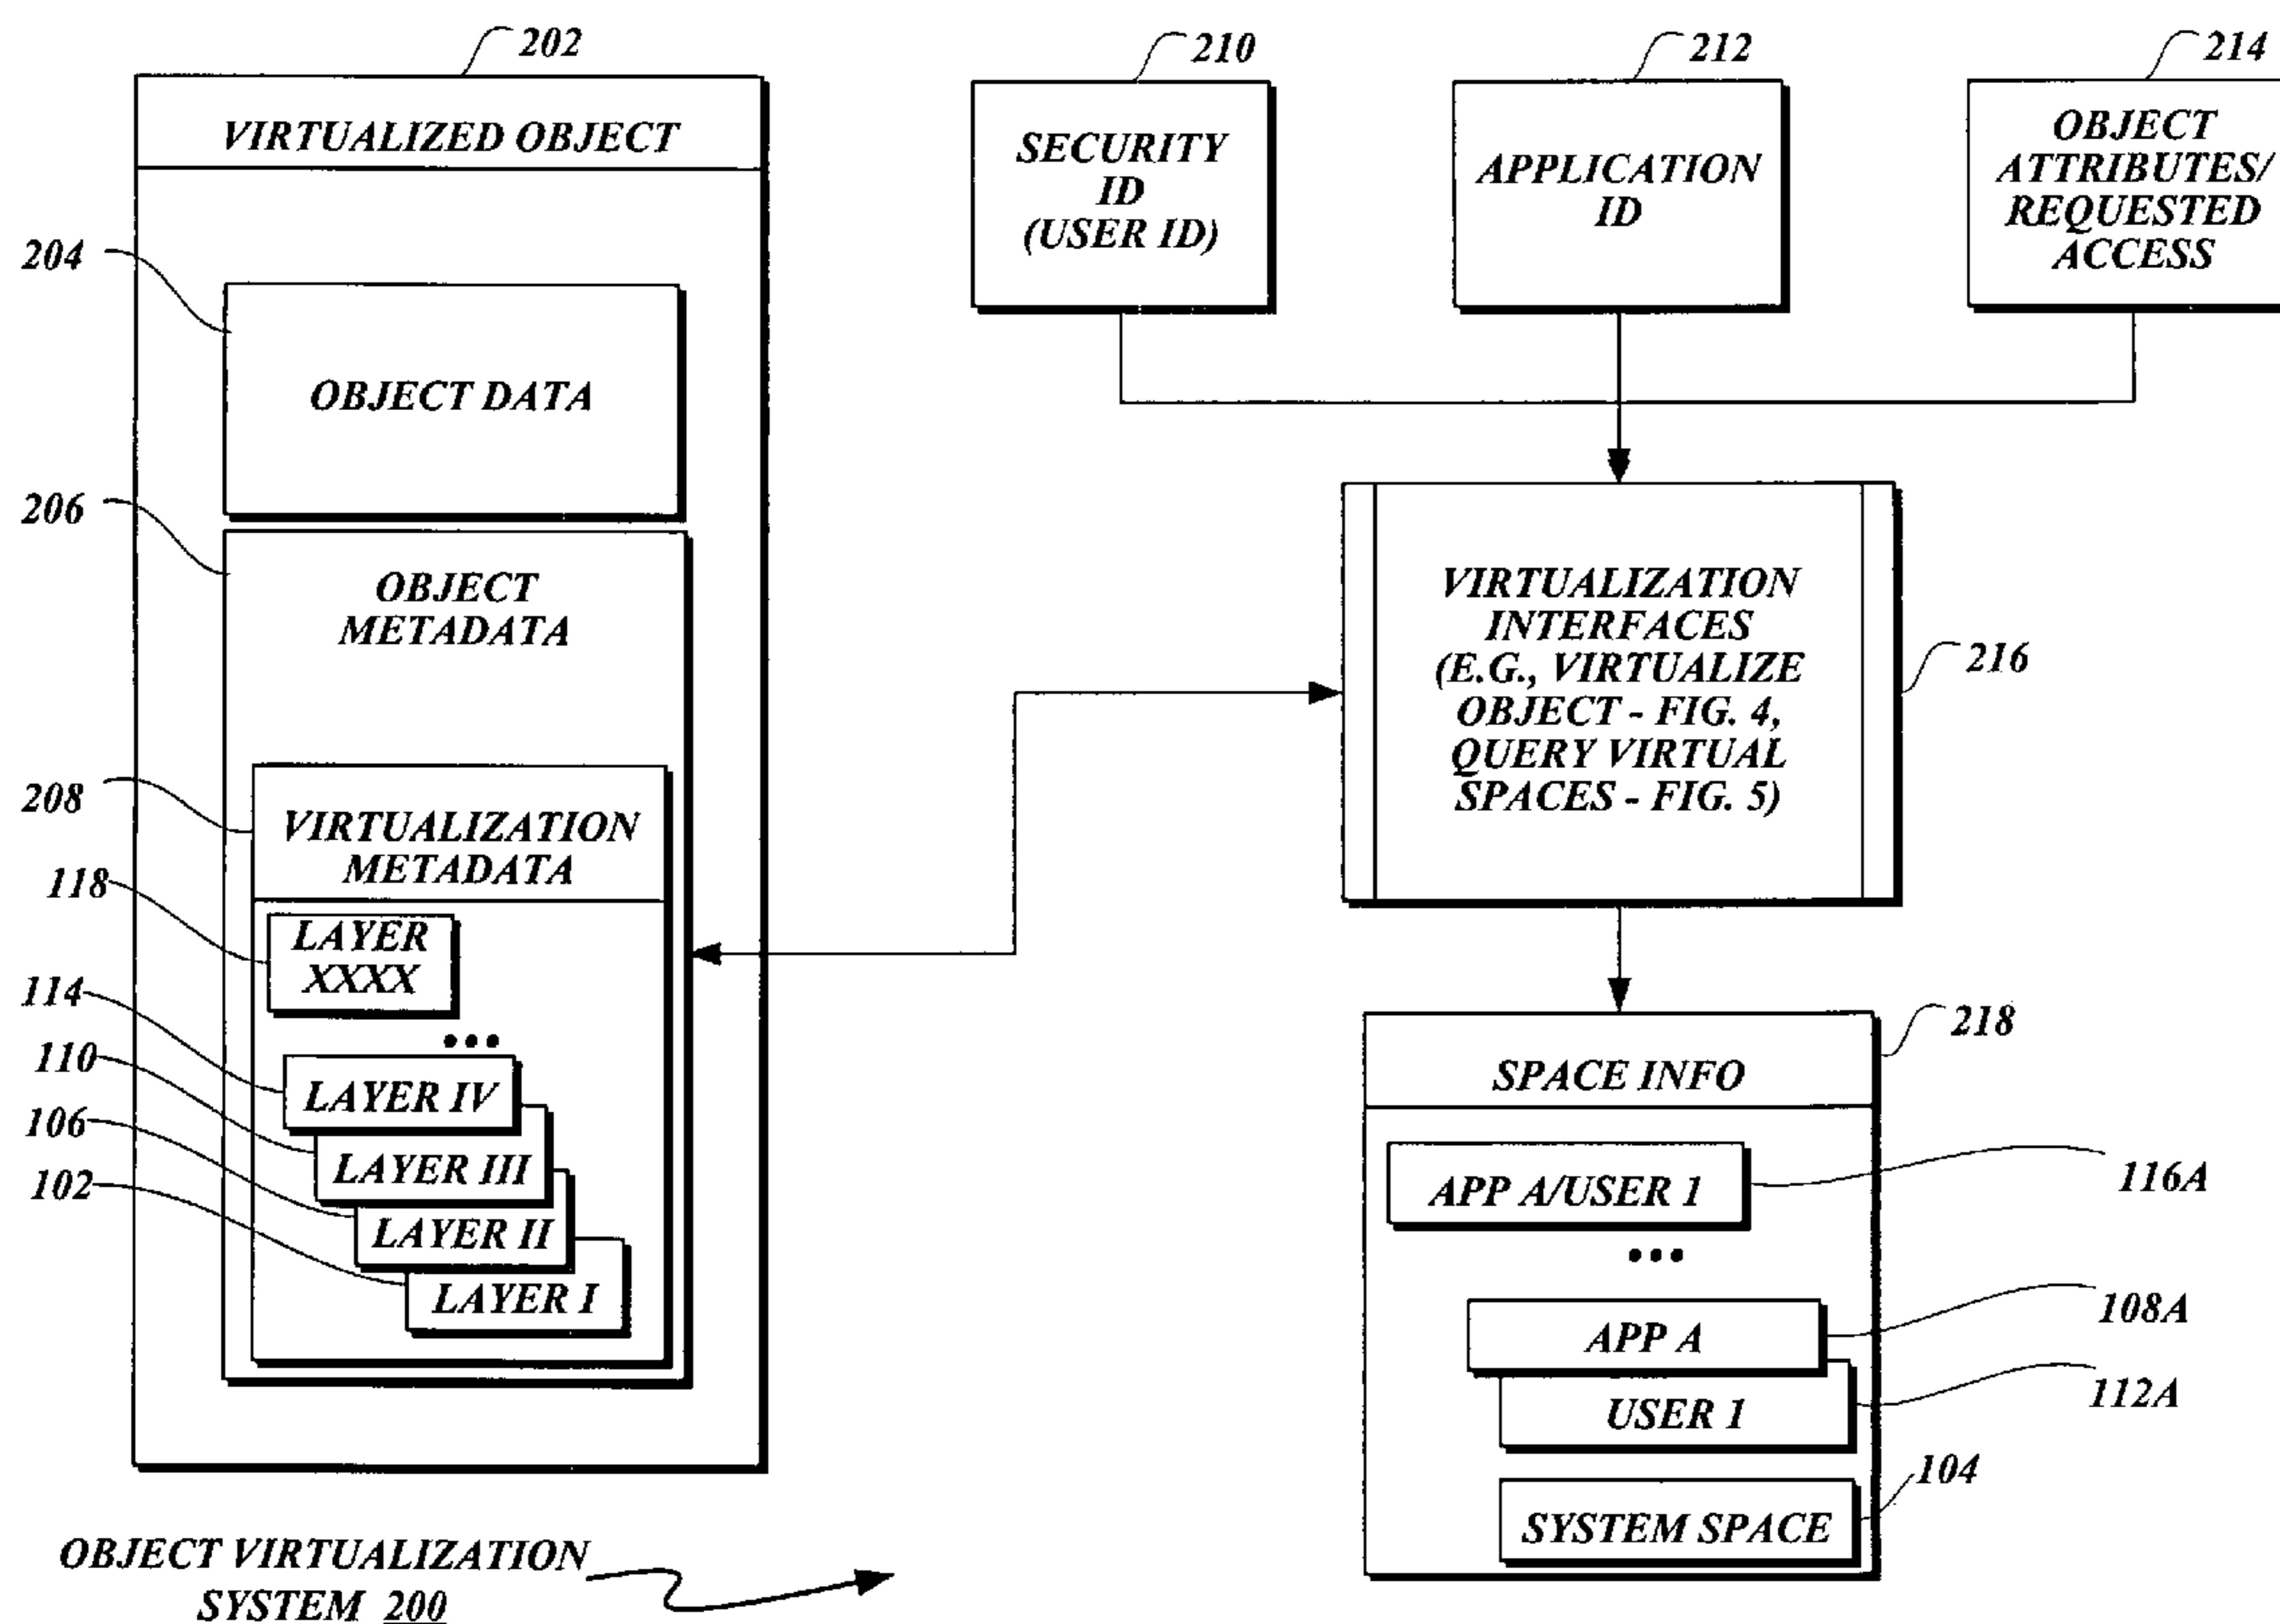 202
VIRTUALIZED OBJECT
204
OBJECT DATA
206
OBJECT
METADATA
208
VIRTUALIZATION
METADATA
118
LAYER
XXXX
•••
114
LAYER IV
110
LAYER III
106
LAYER II
102
LAYER I
210
SECURITY
ID
(USER ID)
212
APPLICATION
ID
214
OBJECT
ATTRIBUTES/
REQUESTED
ACCESS
VIRTUALIZATION
INTERFACES
(E.G., VIRTUALIZE
OBJECT - FIG. 4,
QUERY VIRTUAL
SPACES - FIG. 5)
216
218
SPACE INFO
APP A/USER 1
116A
•••
APP A
108A
USER 1
112A
SYSTEM SPACE
104
OBJECT VIRTUALIZATION
SYSTEM 200